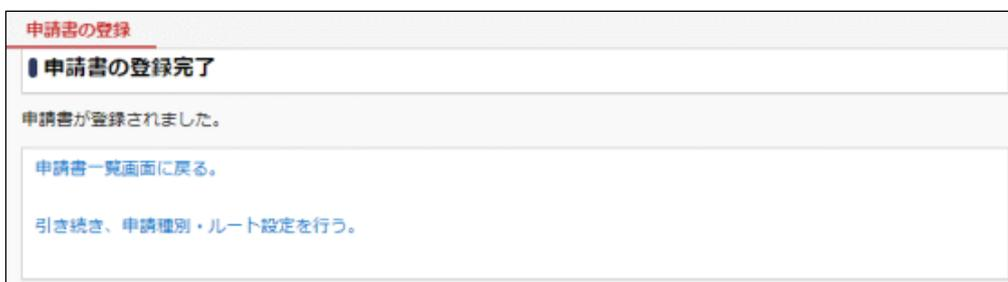 申請書の登録
申請書の登録完了
申請書が登録されました。
申請書一覧画面に戻る。
引き続き、申請種別・ルート設定を行う。